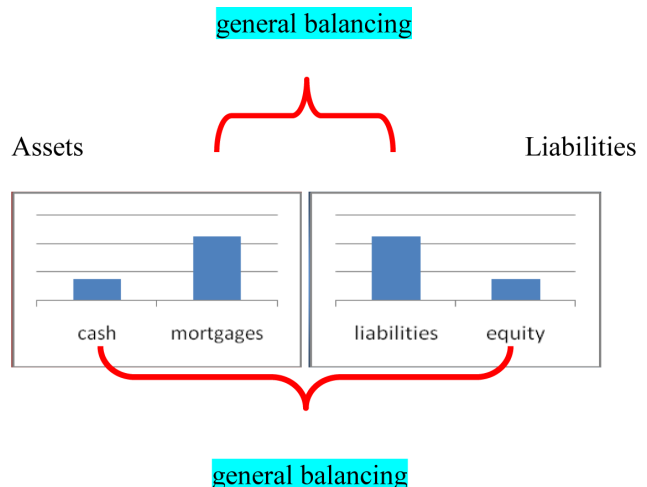 general balancing
Assets
Liabilities
cash
mortgages
liabilities
equity
general balancing